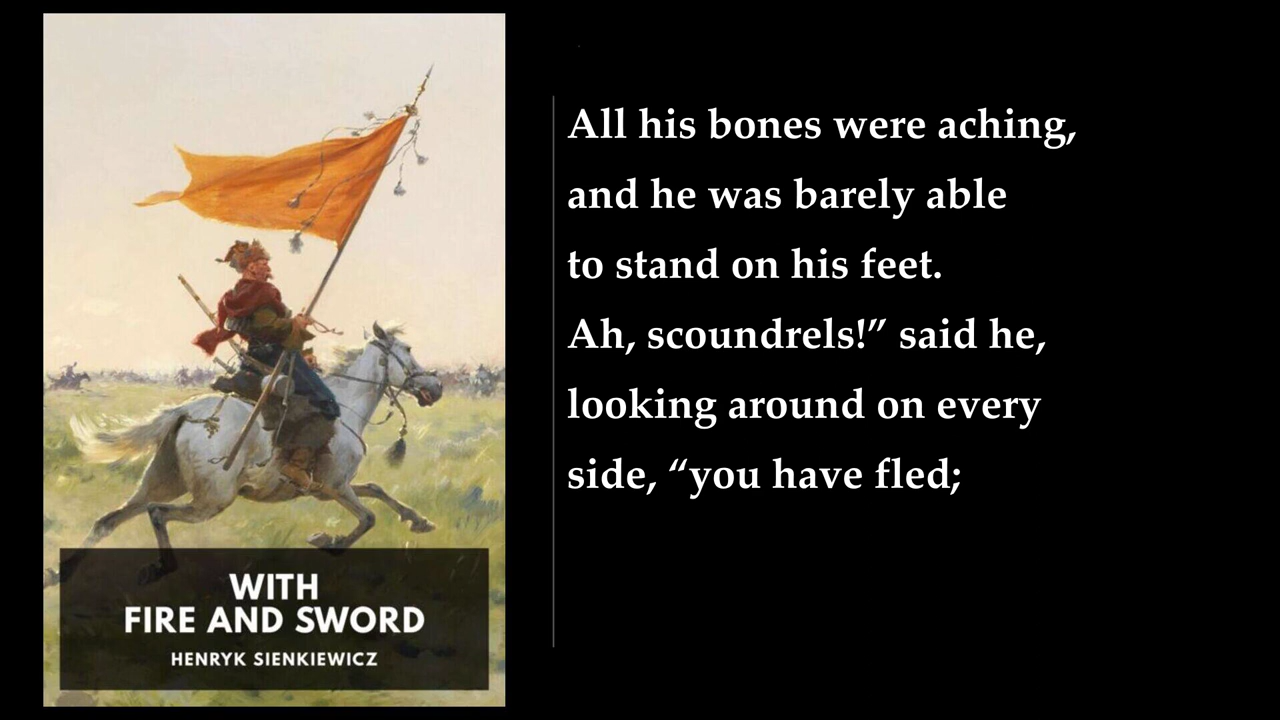 All his bones were aching,
and he was barely able
to stand on his feet.
Ah, scoundrels!” said he,
looking around on every
side, “you have fled;
WITH
FIRE AND SWORD
HENRYK SIENKIEWICZ